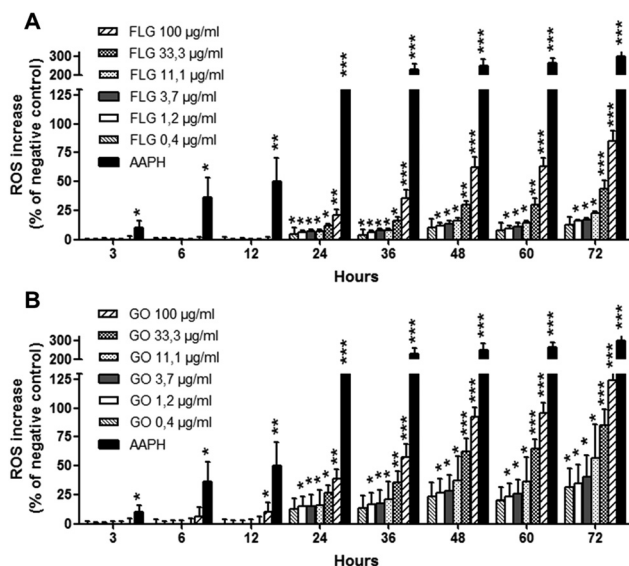 A
FLG 100 µg/ml
FLG 33,3 µg/ml
FLG 11,1 µg/ml
FLG 3,7 µg/ml
FLG 1,2 µg/ml
FLG 0,4 µg/ml
AAPH
ROS increase
(% of negative control)
300
200
125
100
75
50
25
0
3 6 12 24 36 48 60 72
Hours
B
GO 100 µg/ml
GO 33,3 µg/ml
GO 11,1 µg/ml
GO 3,7 µg/ml
GO 1,2 µg/ml
GO 0,4 µg/ml
AAPH
ROS increase
(% of negative control)
300
200
125
100
75
50
25
0
3 6 12 24 36 48 60 72
Hours